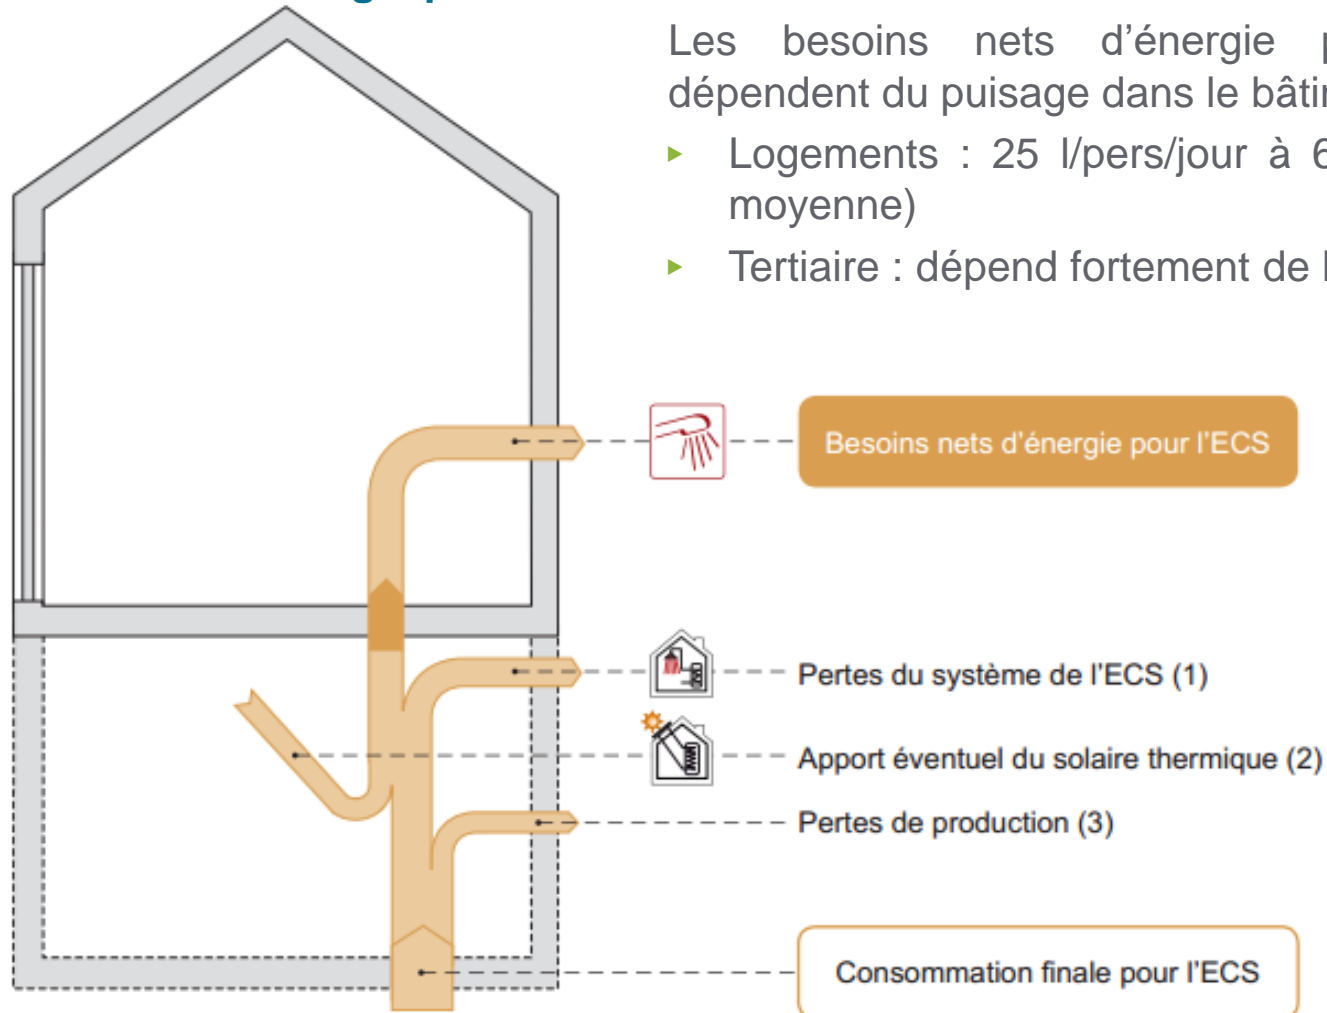 Les besoins nets d’énergie
dépendent du puisage dans le
▸ Logements : 25 l/pers/jour à
moyenne)
▸ Tertiaire : dépend fortement de
Besoins nets d’énergie pour l’ECS
Pertes du système de l’ECS (1)
Apport éventuel du solaire thermique (2)
Pertes de production (3)
Consommation finale pour l’ECS